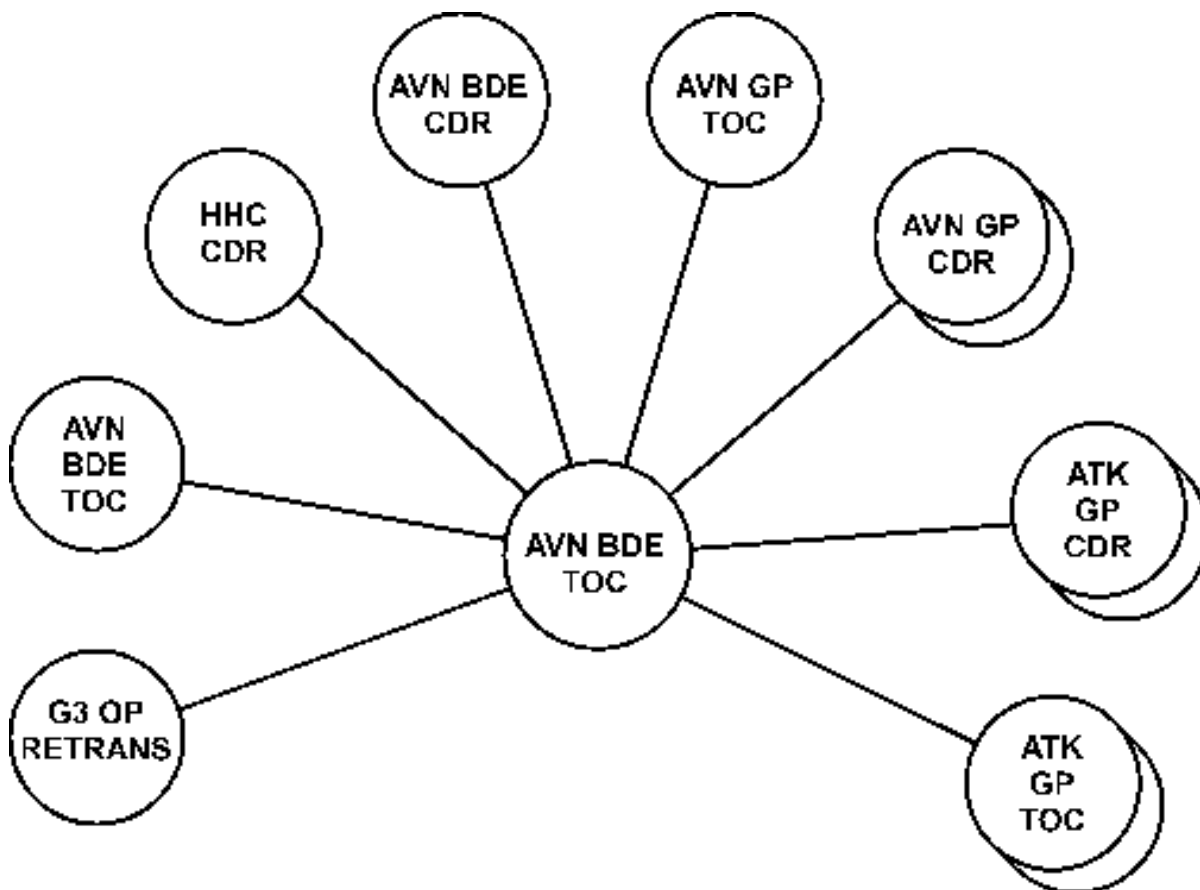 AVN BDE
CDR
AVN GP
TOC
HHC
CDR
AVN GP
CDR
AVN
BDE
TOC
ATK
GP
CDR
AVN BDE
TOC
G3 OP
RETRANS
ATK
GP
TOC